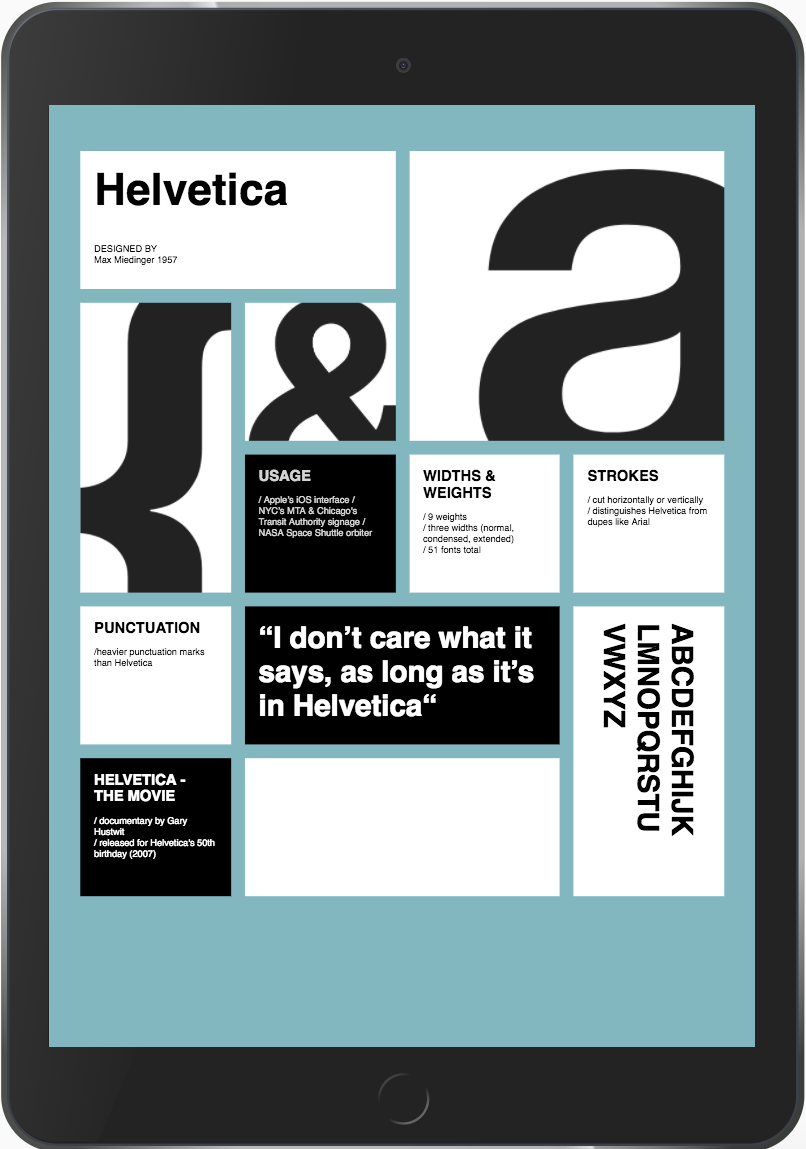 Helvetica
DESIGNED BY
Max Miedinger 1957
a
{
&
USAGE
/ Apple's iOS interface /
NYC's MTA & Chicago's
Transit Authority signage /
NASA Space Shuttle orbiter
WIDTHS &
WEIGHTS
/ 9 weights
/ three widths (normal,
condensed, extended)
/ 51 fonts total
STROKES
/ cut horizontally or vertically
/ distinguishes Helvetica from
dupes like Arial
PUNCTUATION
/heavier punctuation marks
than Helvetica
“I don’t care what it
says, as long as it’s
in Helvetica“
ABCDEFGHIJK
LMNOPQRSTU
VWXYZ
HELVETICA -
THE MOVIE
/ documentary by Gary
Hustwit
/ released for Helvetica's 50th
birthday (2007)